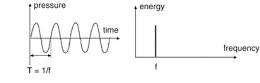 pressure
time
T = 1/f
energy
frequency
f